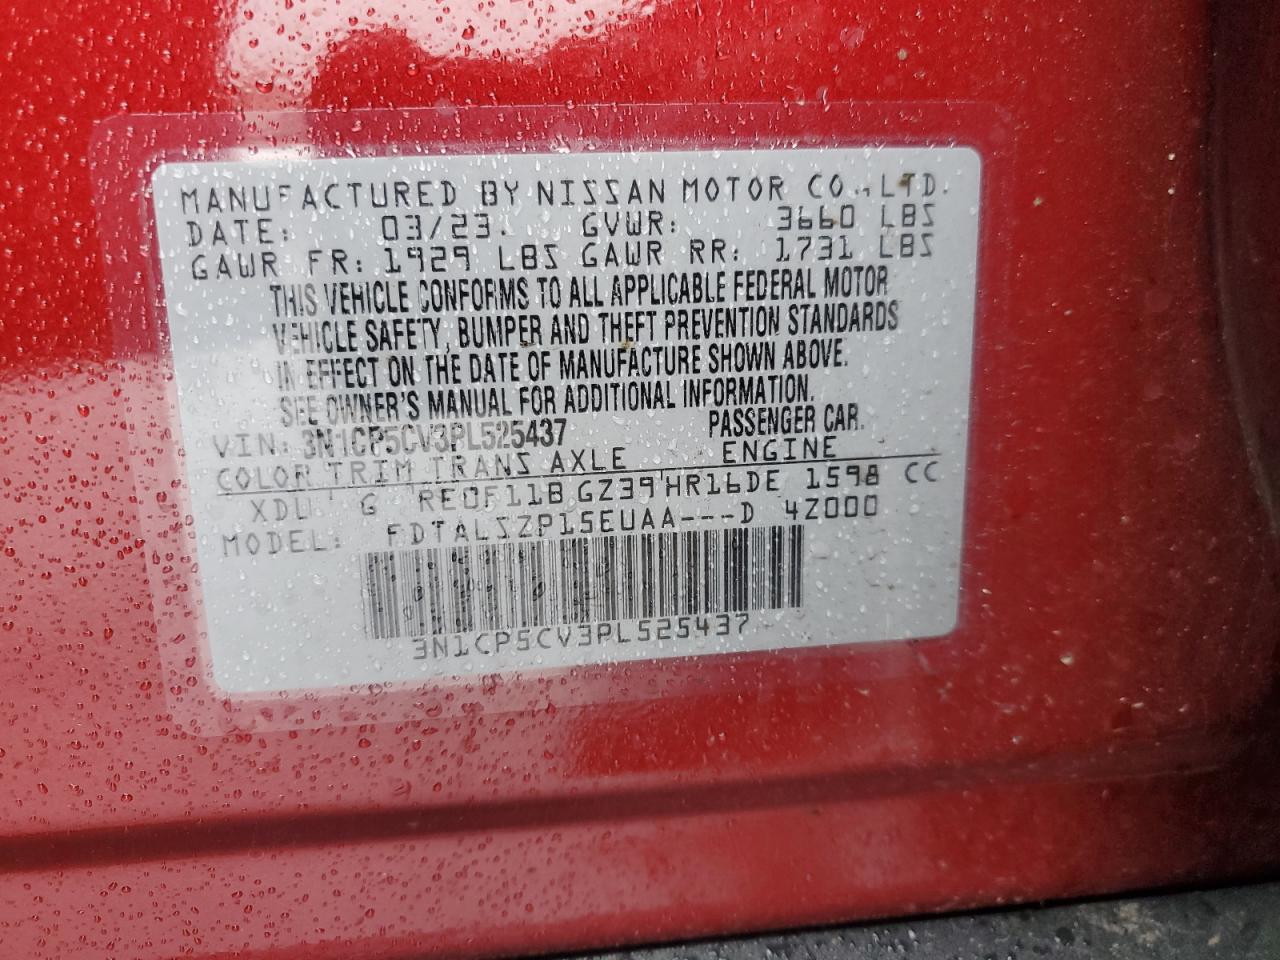 MANUFACTURED BY NISSAN MOTOR CO., LTD.
DATE: 03/23. GVWR: 3660 LBS
GAWR FR: 1929 LBS GAWR RR: 1731 LBS
THIS VEHICLE CONFORMS TO ALL APPLICABLE FEDERAL MOTOR
VEHICLE SAFETY, BUMPER AND THEFT PREVENTION STANDARDS
IN EFFECT ON THE DATE OF MANUFACTURE SHOWN ABOVE.
SEE OWNER'S MANUAL FOR ADDITIONAL INFORMATION.
VIN: 3N1CP5CV3PL525437 PASSENGER CAR.
COLOR TRIM TRANS AXLE ENGINE
XDU G RE0F11B GZ39 HR16DE 1598 CC
MODEL: FDTALSZP15EUAA---D 4Z000
3N1CP5CV3PL525437